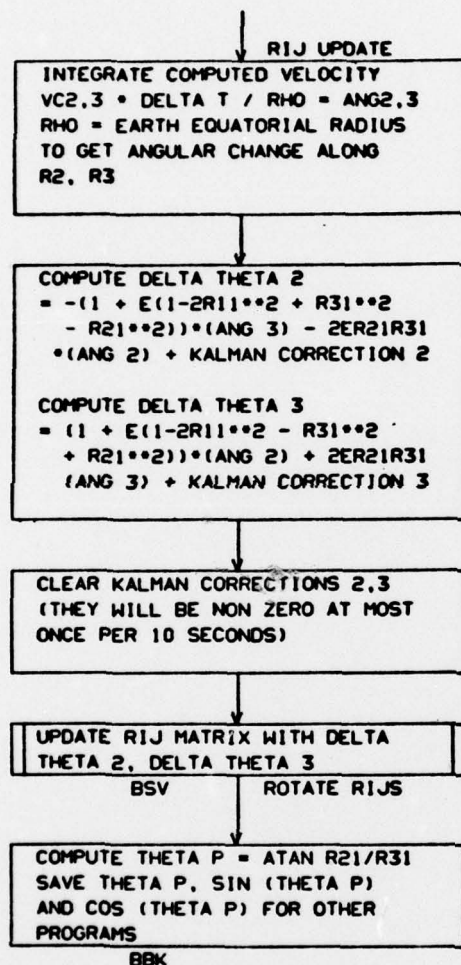 RIJ UPDATE
INTEGRATE COMPUTED VELOCITY
VC2,3 * DELTA T / RHO = ANG2,3
RHO = EARTH EQUATORIAL RADIUS
TO GET ANGULAR CHANGE ALONG
R2, R3
COMPUTE DELTA THETA 2
= -(1 + E(1-2R11**2 + R31**2
- R21**2))*(ANG 3) - 2ER21R31
*(ANG 2) + KALMAN CORRECTION 2
COMPUTE DELTA THETA 3
= (1 + E(1-2R11**2 - R31**2
+ R21**2))*(ANG 2) + 2ER21R31
(ANG 3) + KALMAN CORRECTION 3
CLEAR KALMAN CORRECTIONS 2,3
(THEY WILL BE NON ZERO AT MOST
ONCE PER 10 SECONDS)
UPDATE RIJ MATRIX WITH DELTA
THETA 2, DELTA THETA 3
BSV ROTATE RIJS
COMPUTE THETA P = ATAN R21/R31
SAVE THETA P, SIN (THETA P)
AND COS (THETA P) FOR OTHER
PROGRAMS
BBK